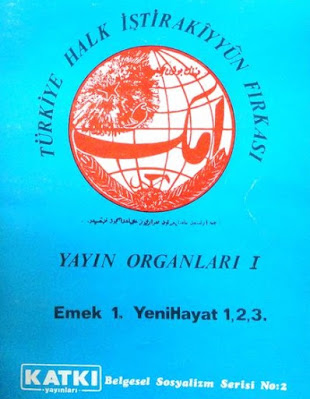 TÜRKİYE HALK İŞTİRAKİYYÛN FIRKASI
امك
YAYIN ORGANLARI I
Emek 1. YeniHayat 1,2,3.
KATKI
-yayınları-
Belgesel Sosyalizm Serisi No:2